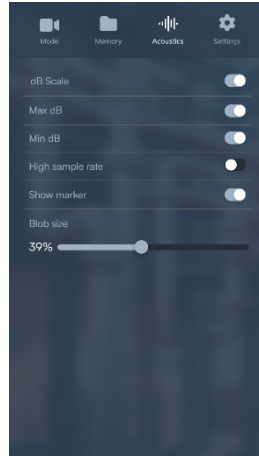 Mode Memory Acoustics Settings
dB Scale
Max dB
Min dB
High sample rate
Show marker
Blob size
39%